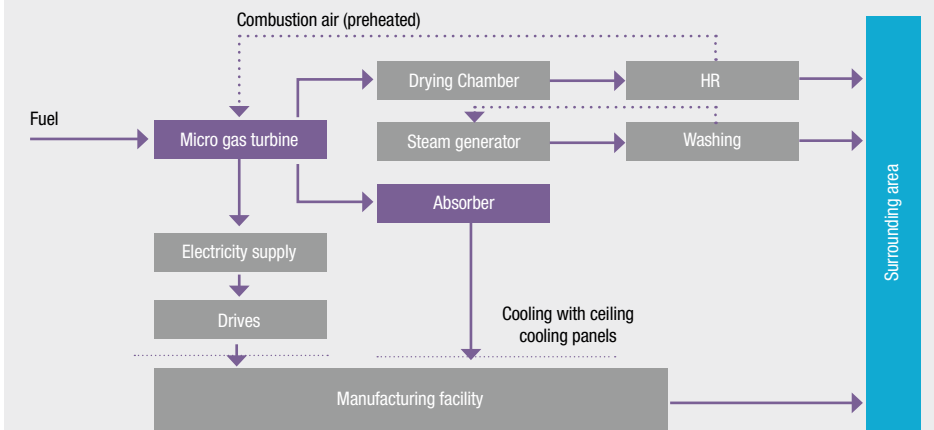 Combustion air (preheated)
Drying Chamber
HR
Fuel
Micro gas turbine
Steam generator
Washing
Absorber
Surrounding area
Electricity supply
Drives
Cooling with ceiling
cooling panels
Manufacturing facility